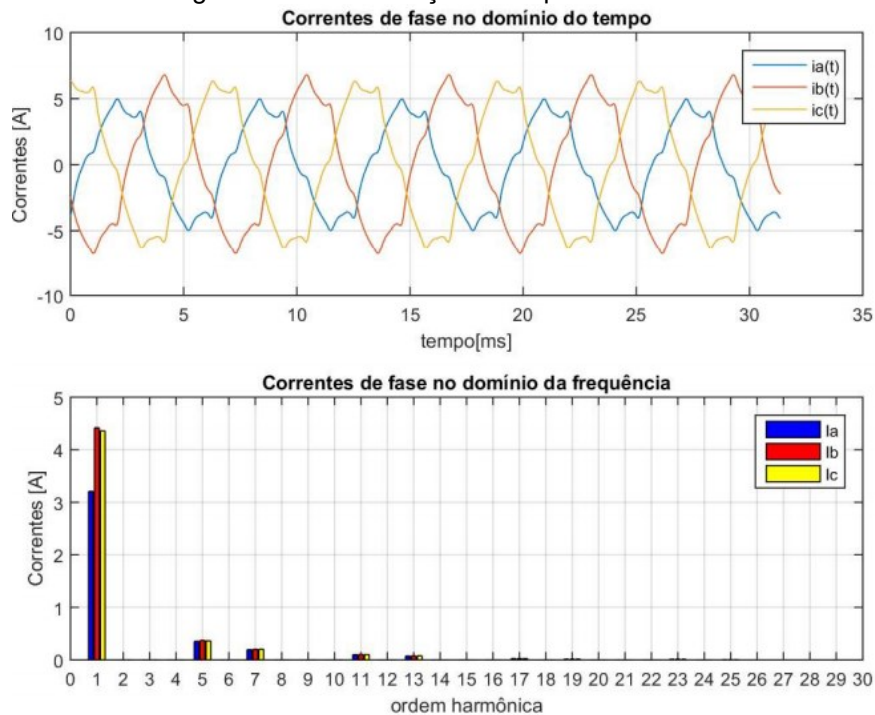 Correntes de fase no domínio do tempo
Correntes [A]
10
5
0
-5
-10
ia(t)
ib(t)
ic(t)
0 5 10 15 20 25 30 35
tempo[ms]
Correntes de fase no domínio da frequência
Correntes [A]
5
4
3
2
1
0
Ia
Ib
Ic
0 1 2 3 4 5 6 7 8 9 10 11 12 13 14 15 16 17 18 19 20 21 22 23 24 25 26 27 28 29 30
ordem harmônica